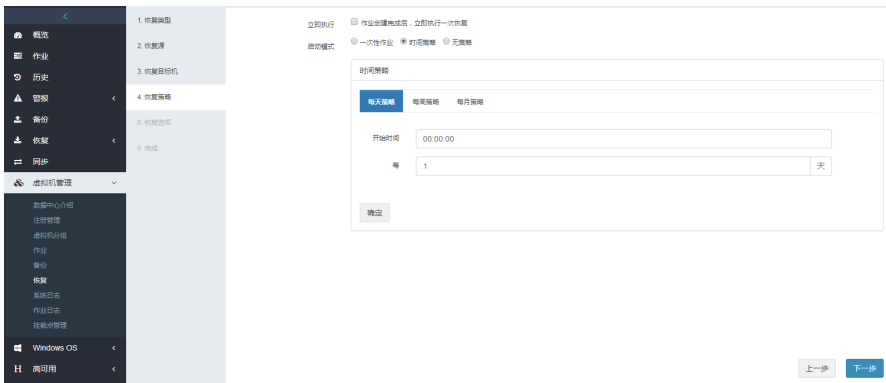 概览
作业
历史
警报
备份
恢复
同步
虚拟机管理
数据中心介绍
注册管理
虚拟机分组
作业
备份
恢复
系统日志
作业日志
挂载点管理
Windows OS
H 高可用
1. 恢复类型
2. 恢复源
3. 恢复目标机
4. 恢复策略
5. 恢复选项
6. 完成
立即执行 作业创建完成后，立即执行一次恢复
启动模式 一次性作业 时间策略 无策略
时间策略
每天策略 每周策略 每月策略
开始时间 00:00:00
每 1 天
确定
上一步 下一步